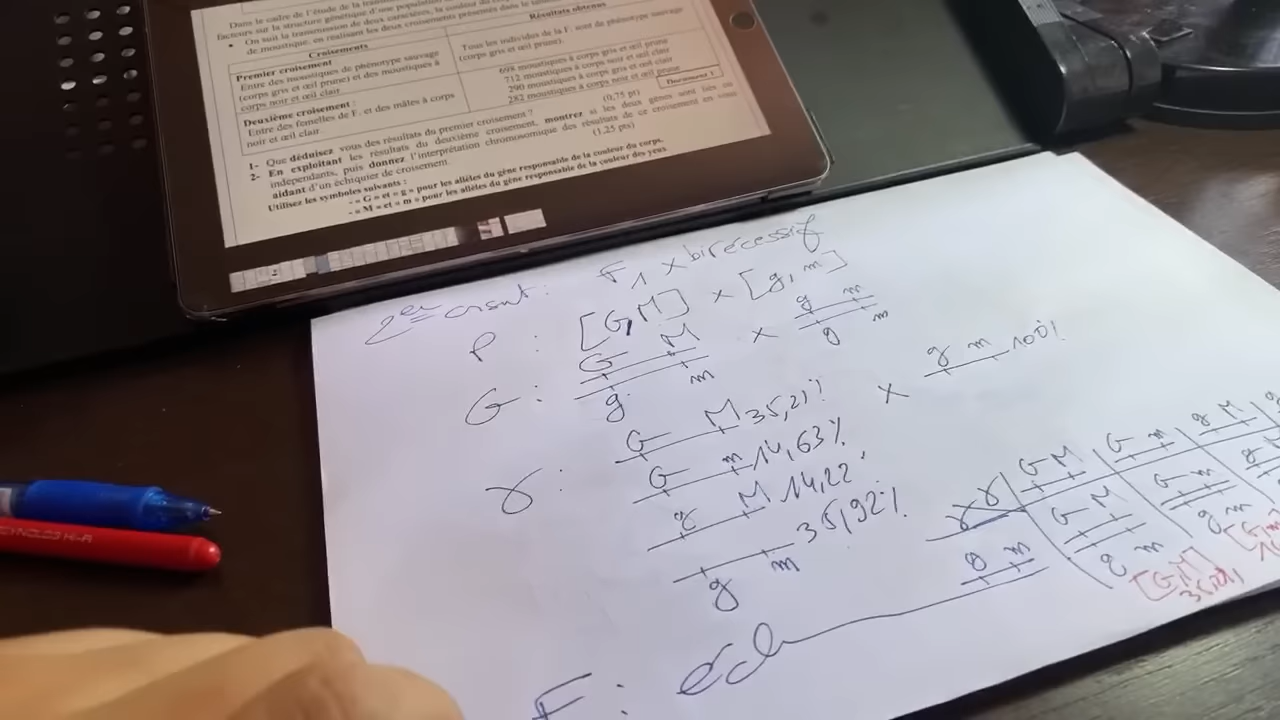 Dans le cadre de l'étude de la
facteurs sur la structure génétique d'une population
• On suit la transmission de deux caractères, la couleur du
de moustique, en réalisant les deux croisements présentés dans le
Croisements
Résultats obtenus
Premier croisement
Entre des moustiques de phénotype sauvage
(corps gris et œil prune) et des moustiques à
corps noir et œil clair.
Tous les individus de la F₁ sont de phénotype sauvage
(corps gris et œil prune).
Deuxième croisement :
Entre des femelles de F₁ et des mâles à corps
noir et œil clair.
698 moustiques à corps gris et œil prune
712 moustiques à corps noir et œil clair
290 moustiques à corps gris et œil clair
282 moustiques à corps noir et œil prune
Document 1
1- Que déduisez vous des résultats du premier croisement ? (0,75 pt)
2- En exploitant les résultats du deuxième croisement, montrez si les deux gènes sont liés ou
indépendants, puis donnez l'interprétation chromosomique des résultats de ce croisement en vous
aidant d'un échiquier de croisement. (1,25 pts)
Utilisez les symboles suivants :
- « G » et « g » pour les allèles du gène responsable de la couleur du corps.
- « M » et « m » pour les allèles du gène responsable de la couleur des yeux
F1 × birécessif
P : [G,M] × [g,m]
G : G M × g m
g m g m
γ : G M 35,21% × g m 100%
G m 14,63%
g M 14,22
g m 35,92%
γ γ G M G m g M
g m G M G m
g m g m
[G,M]
35,21%
F :
REYNOLDS HI-FI